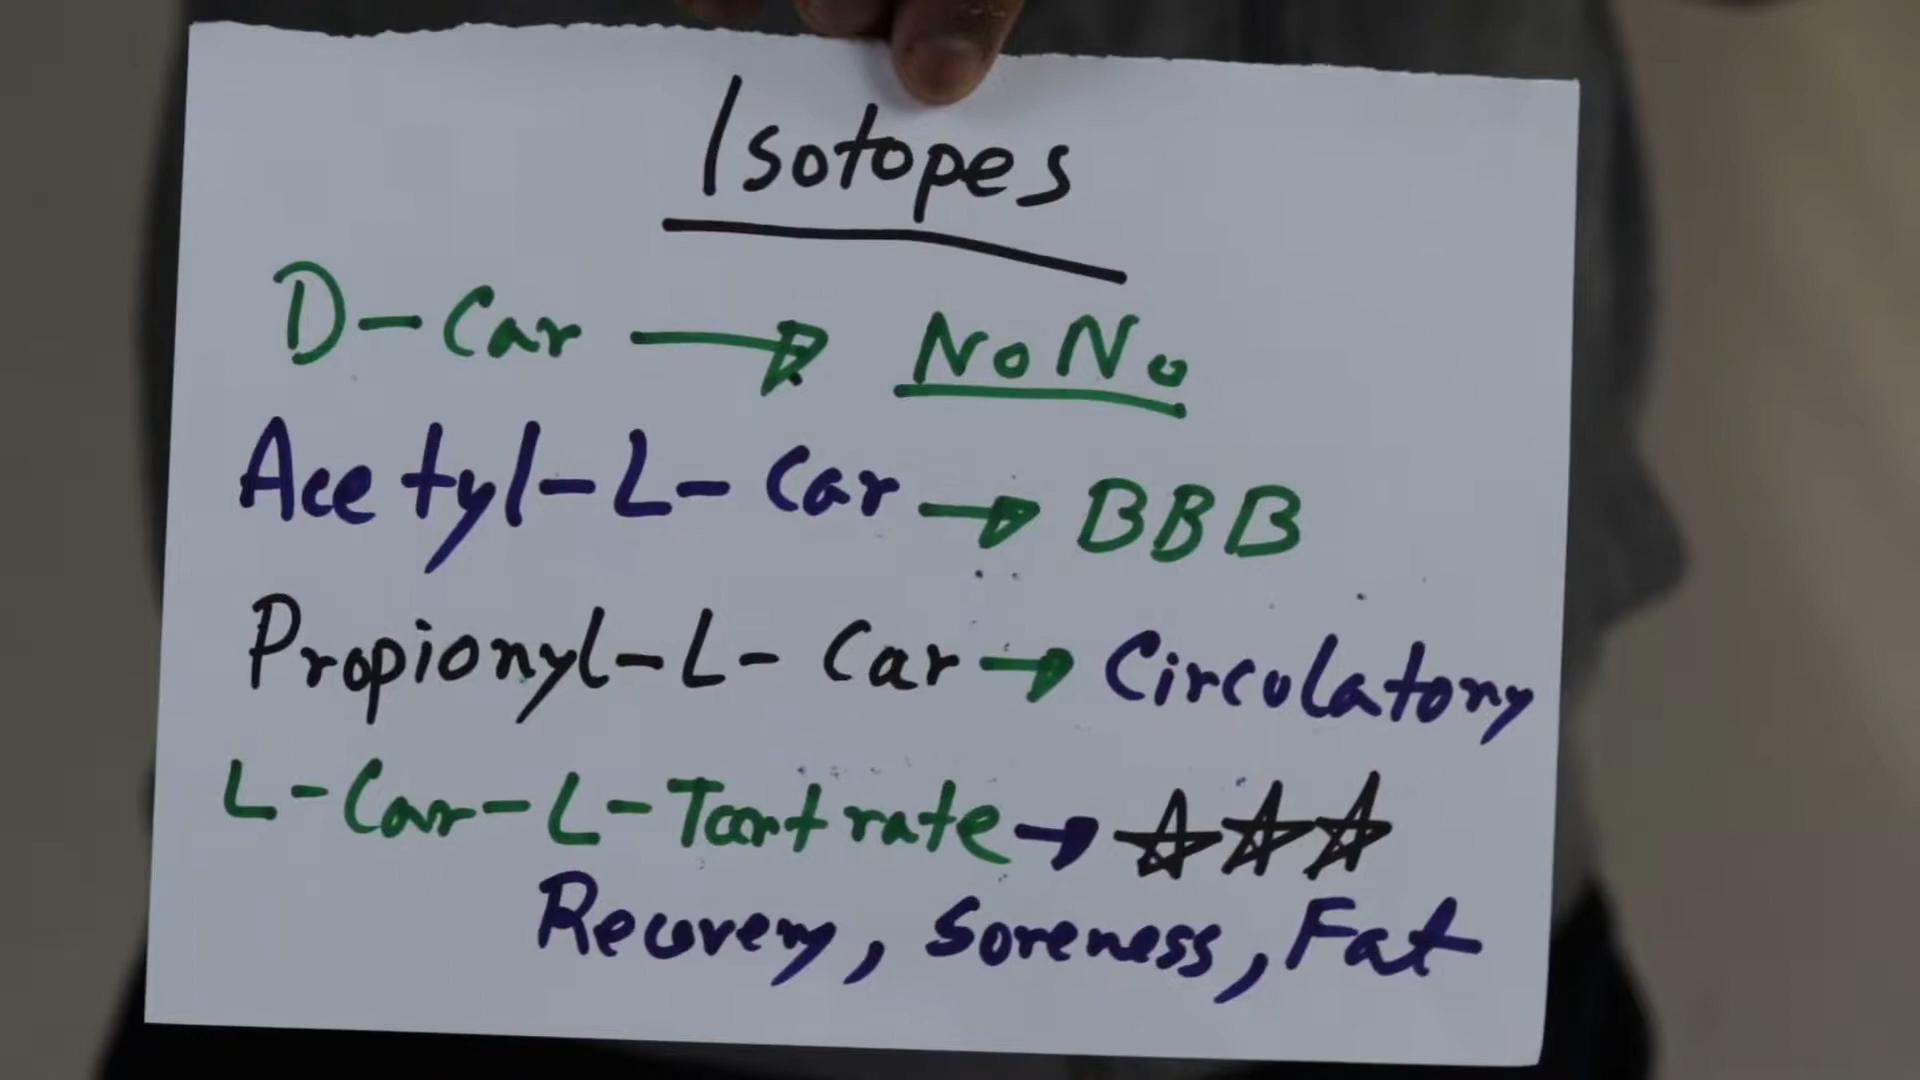 Isotopes
D-Car → NoNo
Acetyl-L-Car → BBB
Propionyl-L-Car → Circulatory
L-Car-L-Tartrate → ☆☆☆
Recovery, Soreness, Fat